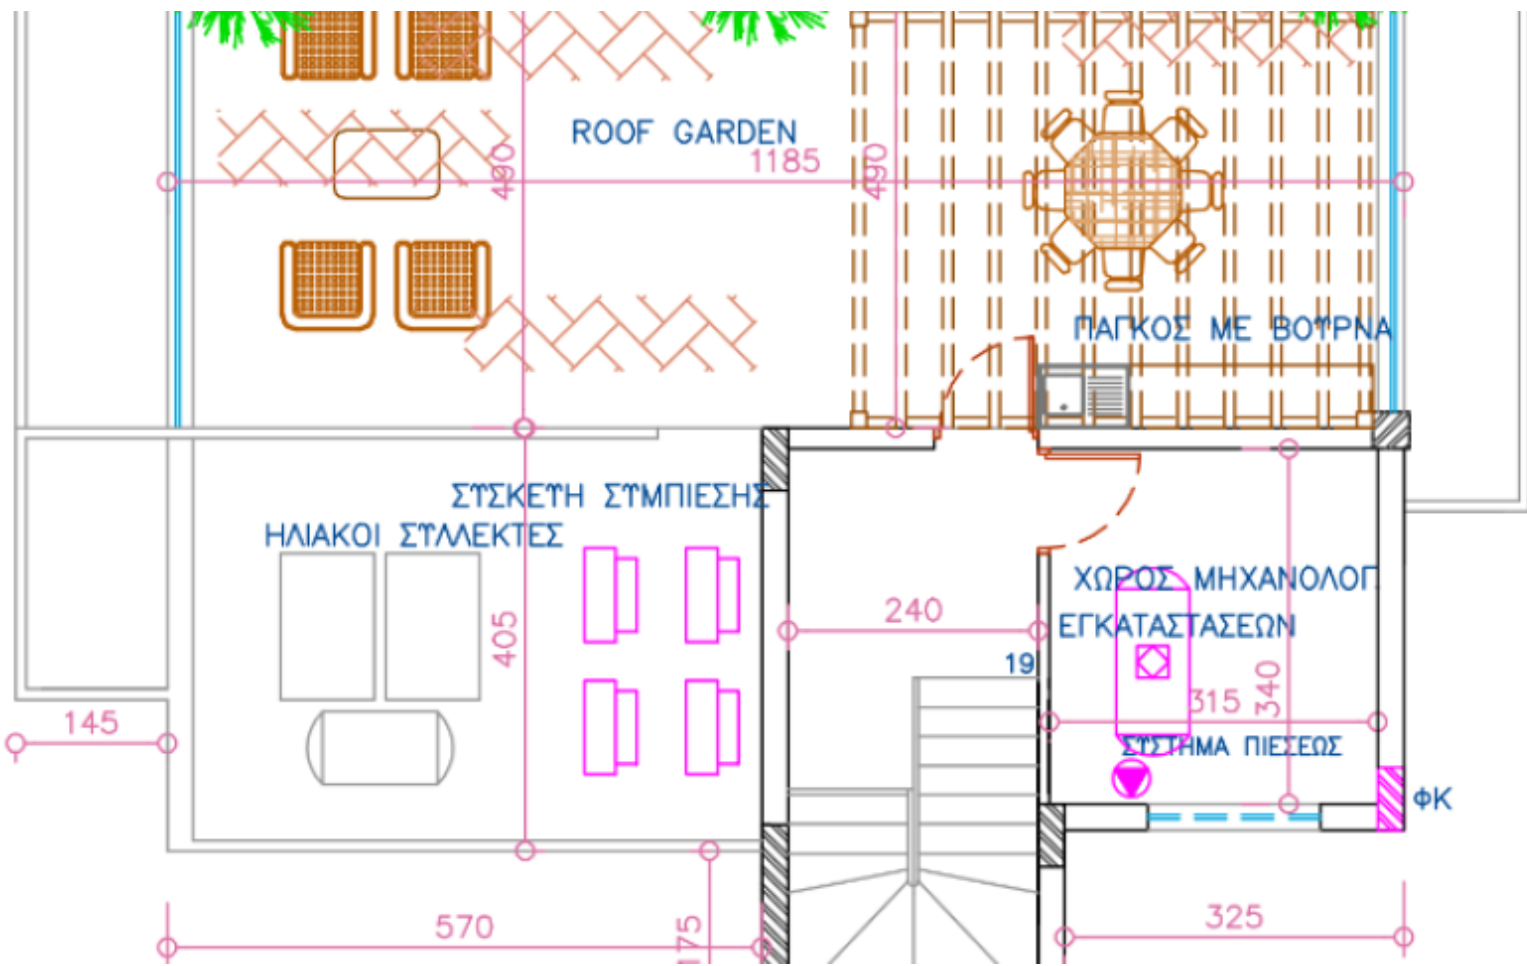 ROOF GARDEN
490
1185
490
ΠΑΓΚΟΣ ΜΕ ΒΟΥΡΝΑ
ΣΥΣΚΕΥΗ ΣΥΜΠΙΕΣΗΣ
ΗΛΙΑΚΟΙ ΣΥΛΛΕΚΤΕΣ
ΧΩΡΟΣ ΜΗΧΑΝΟΛΟΓ
ΕΓΚΑΤΑΣΤΑΣΕΩΝ
240
405
19
340
315
145
ΣΥΣΤΗΜΑ ΠΙΕΣΕΩΣ
ΦΚ
570
175
325